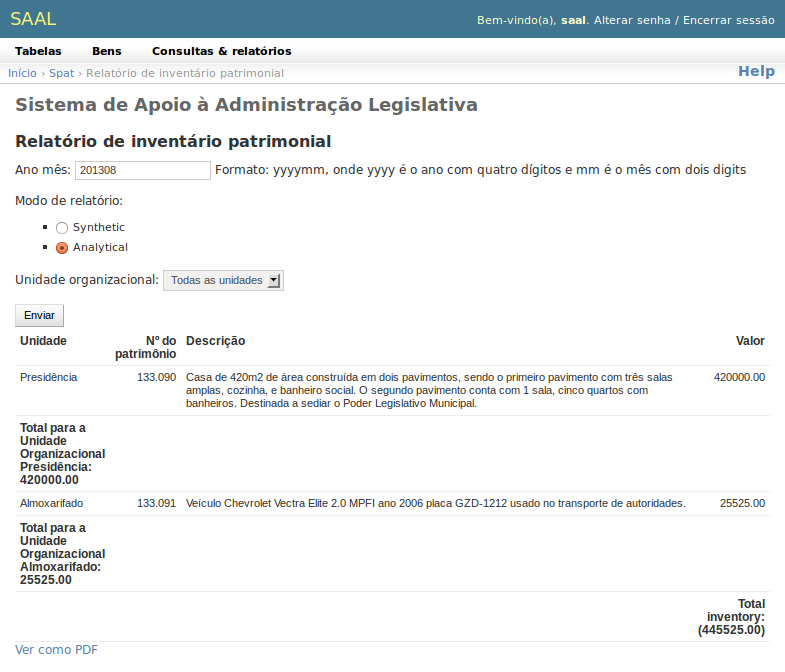 SAAL
Bem-vindo(a), saal. Alterar senha / Encerrar sessão
Tabelas Bens Consultas & relatórios
Início › Spat › Relatório de inventário patrimonial
Help
Sistema de Apoio à Administração Legislativa
Relatório de inventário patrimonial
Ano mês: 201308 Formato: yyyymm, onde yyyy é o ano com quatro dígitos e mm é o mês com dois digits
Modo de relatório:
Synthetic
Analytical
Unidade organizacional: Todas as unidades
Enviar
Unidade Nº do Descrição Valor
patrimônio
Presidência 133.090 Casa de 420m2 de área construída em dois pavimentos, sendo o primeiro pavimento com três salas 420000.00
amplas, cozinha, e banheiro social. O segundo pavimento conta com 1 sala, cinco quartos com
banheiros. Destinada a sediar o Poder Legislativo Municipal.
Total para a
Unidade
Organizacional
Presidência:
420000.00
Almoxarifado 133.091 Veículo Chevrolet Vectra Elite 2.0 MPFI ano 2006 placa GZD-1212 usado no transporte de autoridades. 25525.00
Total para a
Unidade
Organizacional
Almoxarifado:
25525.00
Total
inventory:
(445525.00)
Ver como PDF